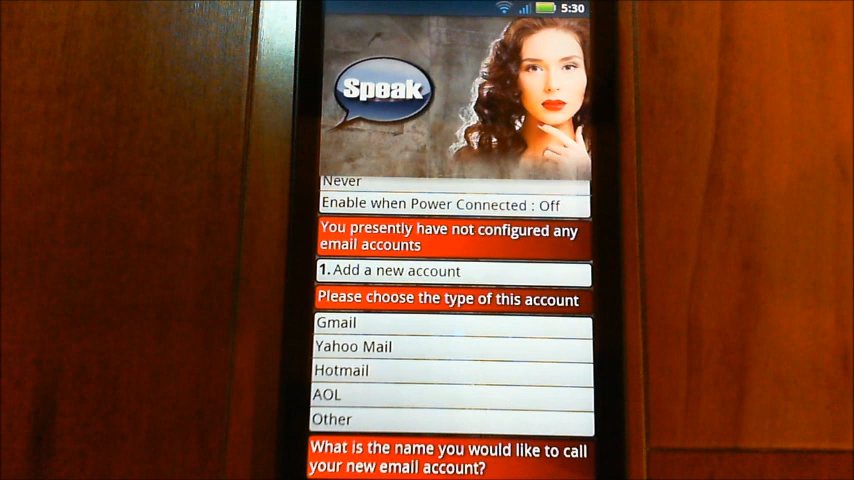 5:30
Speak
Never
Enable when Power Connected : Off
You presently have not configured any
email accounts
1. Add a new account
Please choose the type of this account
Gmail
Yahoo Mail
Hotmail
AOL
Other
What is the name you would like to call
your new email account?